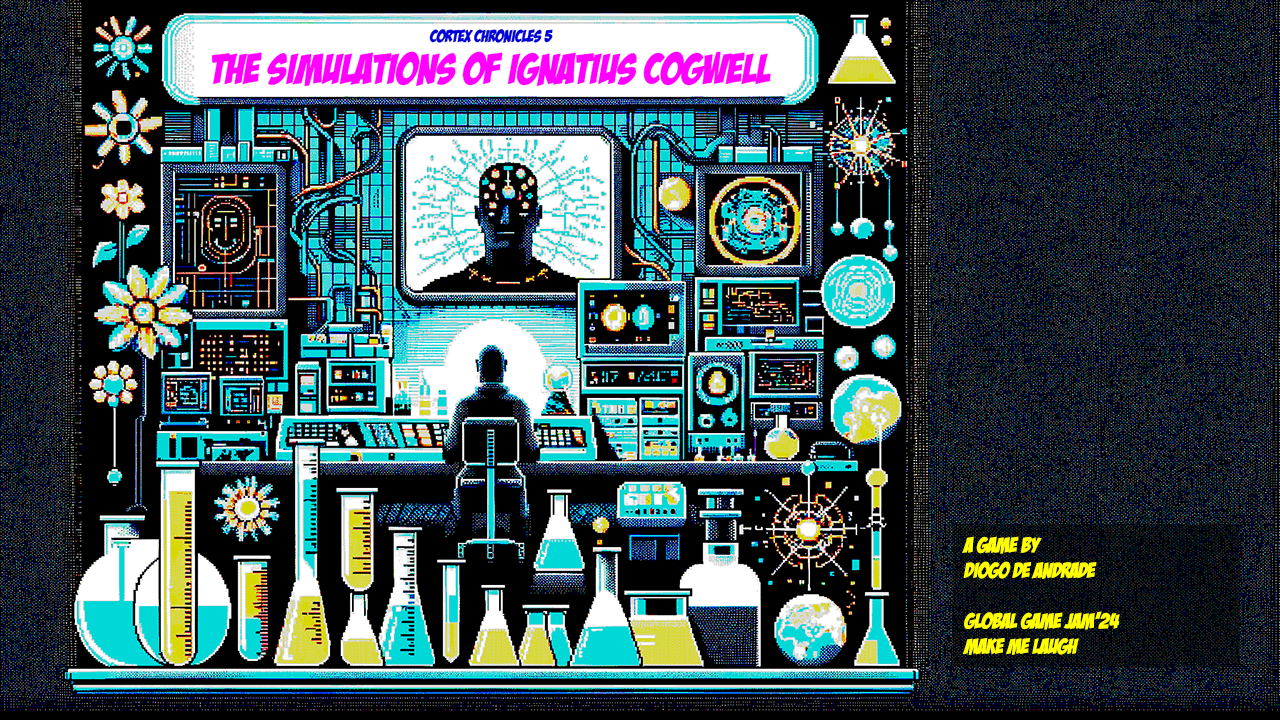 CORTEX CHRONICLES 5
THE SIMULATIONS OF IGNATIUS COGWELL
A GAME BY
DIOGO DE ANDRADE
GLOBAL GAME JAM'24
MAKE ME LAUGH